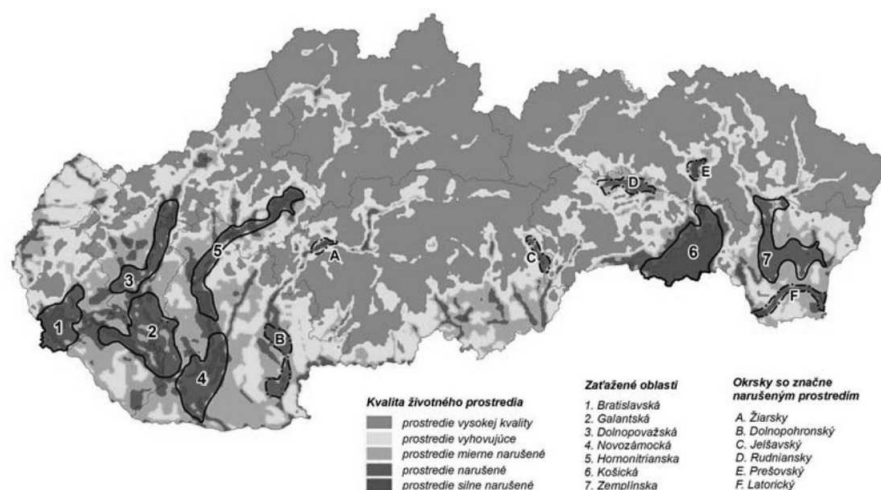 1
2
3
4
5
6
7
A
B
C
D
E
F
Kvalita životného prostredia
prostredie vysokej kvality
prostredie vyhovujúce
prostredie mierne narušené
prostredie narušené
prostredie silne narušené
Zaťažené oblasti
1. Bratislavská
2. Galantská
3. Dolnopovažská
4. Novozámocká
5. Hornonitrianska
6. Košická
7. Zemplínska
Okrsky so značne
narušeným prostredím
A. Žiarsky
B. Dolnopohronský
C. Jelšavský
D. Rudniansky
E. Prešovský
F. Latorický